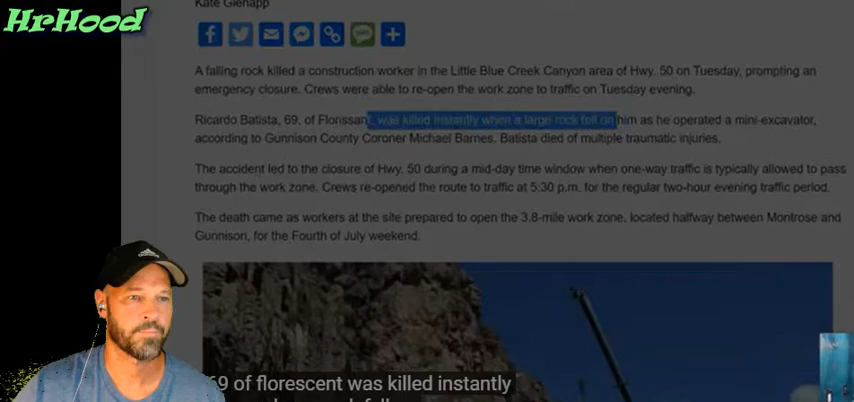 Kate Gienapp
HrHood
A falling rock killed a construction worker in the Little Blue Creek Canyon area of Hwy. 50 on Tuesday, prompting an
emergency closure. Crews were able to re-open the work zone to traffic on Tuesday evening.
Ricardo Batista, 69, of Florissant, was killed instantly when a large rock fell on him as he operated a mini-excavator,
according to Gunnison County Coroner Michael Barnes. Batista died of multiple traumatic injuries.
The accident led to the closure of Hwy. 50 during a mid-day time window when one-way traffic is typically allowed to pass
through the work zone. Crews re-opened the route to traffic at 5:30 p.m. for the regular two-hour evening traffic period.
The death came as workers at the site prepared to open the 3.8-mile work zone, located halfway between Montrose and
Gunnison, for the Fourth of July weekend.
69 of florescent was killed instantly